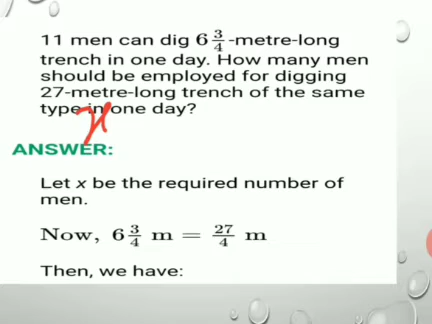 11 men can dig 6 3/4-metre-long
trench in one day. How many men
should be employed for digging
27-metre-long trench of the same
type in one day?
x
ANSWER:
Let x be the required number of
men.
Now, 6 3/4 m = 27/4 m
Then, we have: